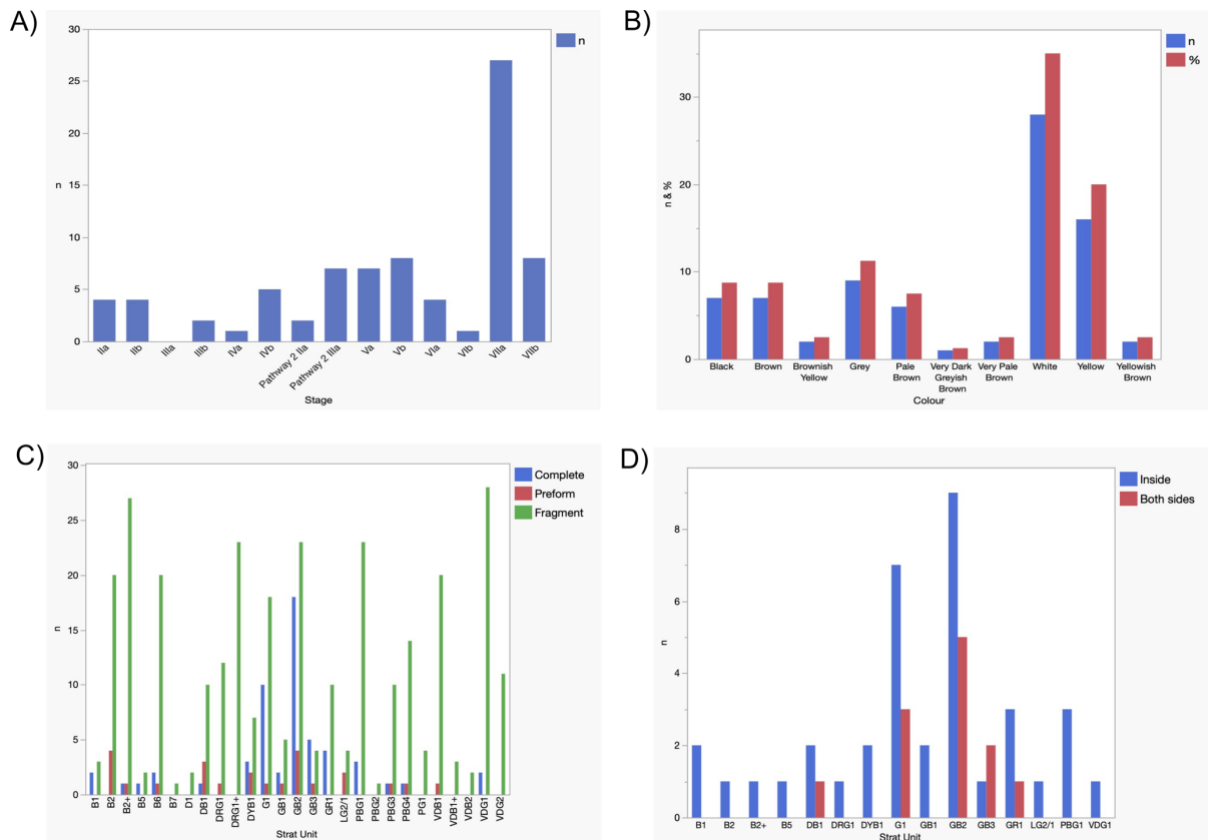 A)
30
25
20
15
10
5
0
n
n
IIa
IIb
IIIa
IIIb
IVa
IVb
Pathway 2 IIa
Pathway 2 IIIa
Va
Vb
VIa
VIb
VIIa
VIIb
Stage
B)
30
20
10
0
n & %
n
%
Black
Brown
Brownish
Yellow
Grey
Pale
Brown
Very Dark
Greyish
Brown
Very Pale
Brown
White
Yellow
Yellowish
Brown
Colour
C)
30
25
20
15
10
5
0
n
Complete
Preform
Fragment
B1
B2
B2+
B5
B6
B7
D1
DB1
DRG1
DRG1+
DYB1
G1
GB1
GB2
GB3
GR1
LG2/1
PBG1
PBG2
PBG3
PBG4
PG1
VDB1
VDB1+
VDB2
VDG1
VDG2
Strat Unit
D)
8
6
4
2
0
n
Inside
Both sides
B1
B2
B2+
B5
DB1
DRG1
DYB1
G1
GB1
GB2
GB3
GR1
LG2/1
PBG1
VDG1
Strat Unit